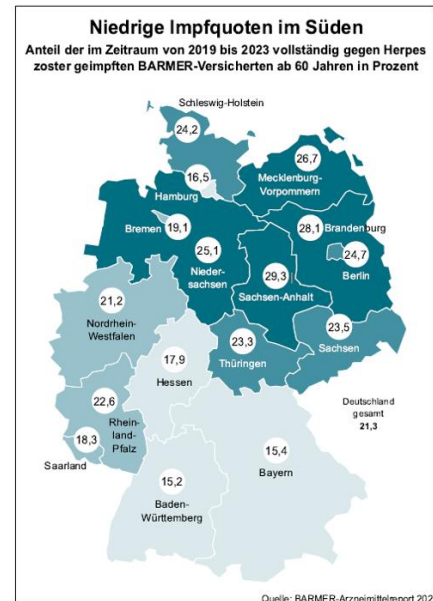 Niedrige Impfquoten im Süden
Anteil der im Zeitraum von 2019 bis 2023 vollständig gegen Herpes
zoster geimpften BARMER-Versicherten ab 60 Jahren in Prozent
Schleswig-Holstein
24,2
26,7
Mecklenburg-
Vorpommern
16,5
Hamburg
Bremen
19,1
28,1
Brandenburg
24,7
Berlin
25,1
Nieder-
sachsen
29,3
Sachsen-Anhalt
21,2
Nordrhein-
Westfalen
23,5
Sachsen
23,3
Thüringen
17,9
Hessen
22,6
Rhein-
land-
Pfalz
18,3
Saarland
Deutschland
gesamt
21,3
15,4
Bayern
15,2
Baden-
Württemberg
Quelle: BARMER-Arzneimittelreport 202